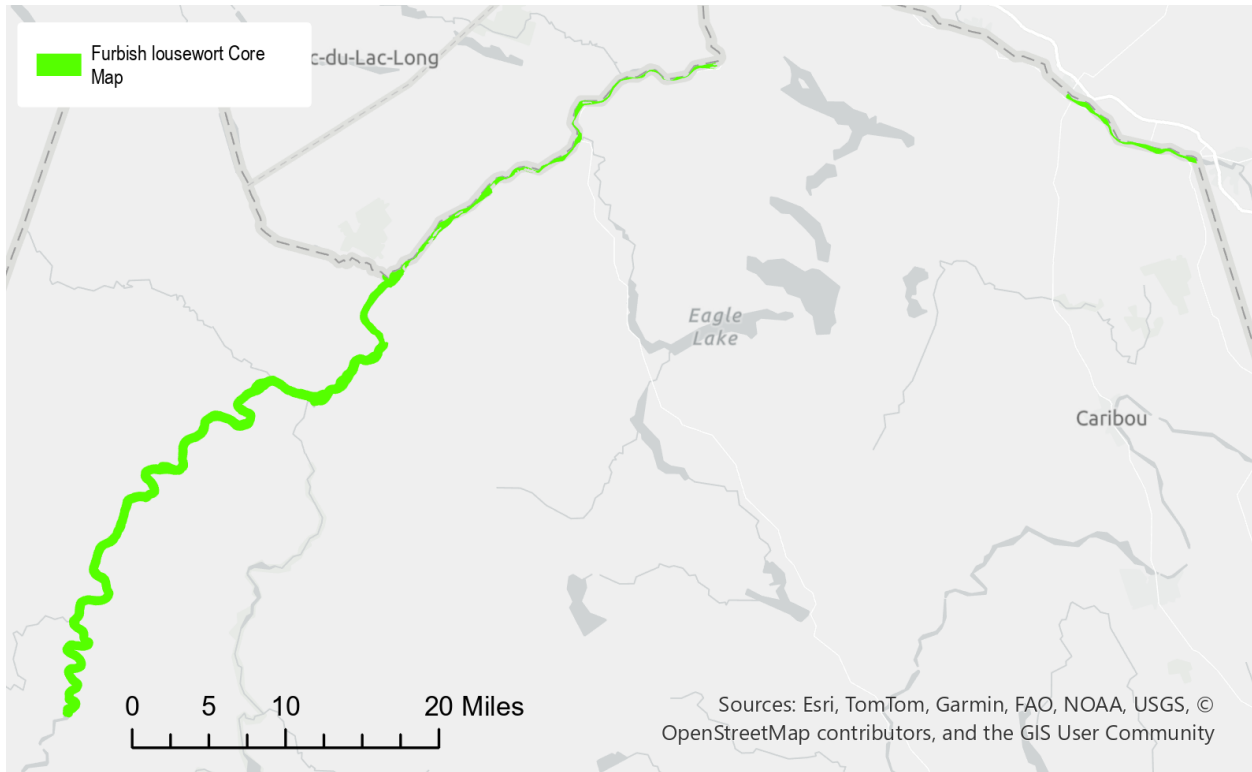 Furbish lousewort Core
Map
c-du-Lac-Long
Eagle
Lake
Caribou
0 5 10 20 Miles
Sources: Esri, TomTom, Garmin, FAO, NOAA, USGS, ©
OpenStreetMap contributors, and the GIS User Community